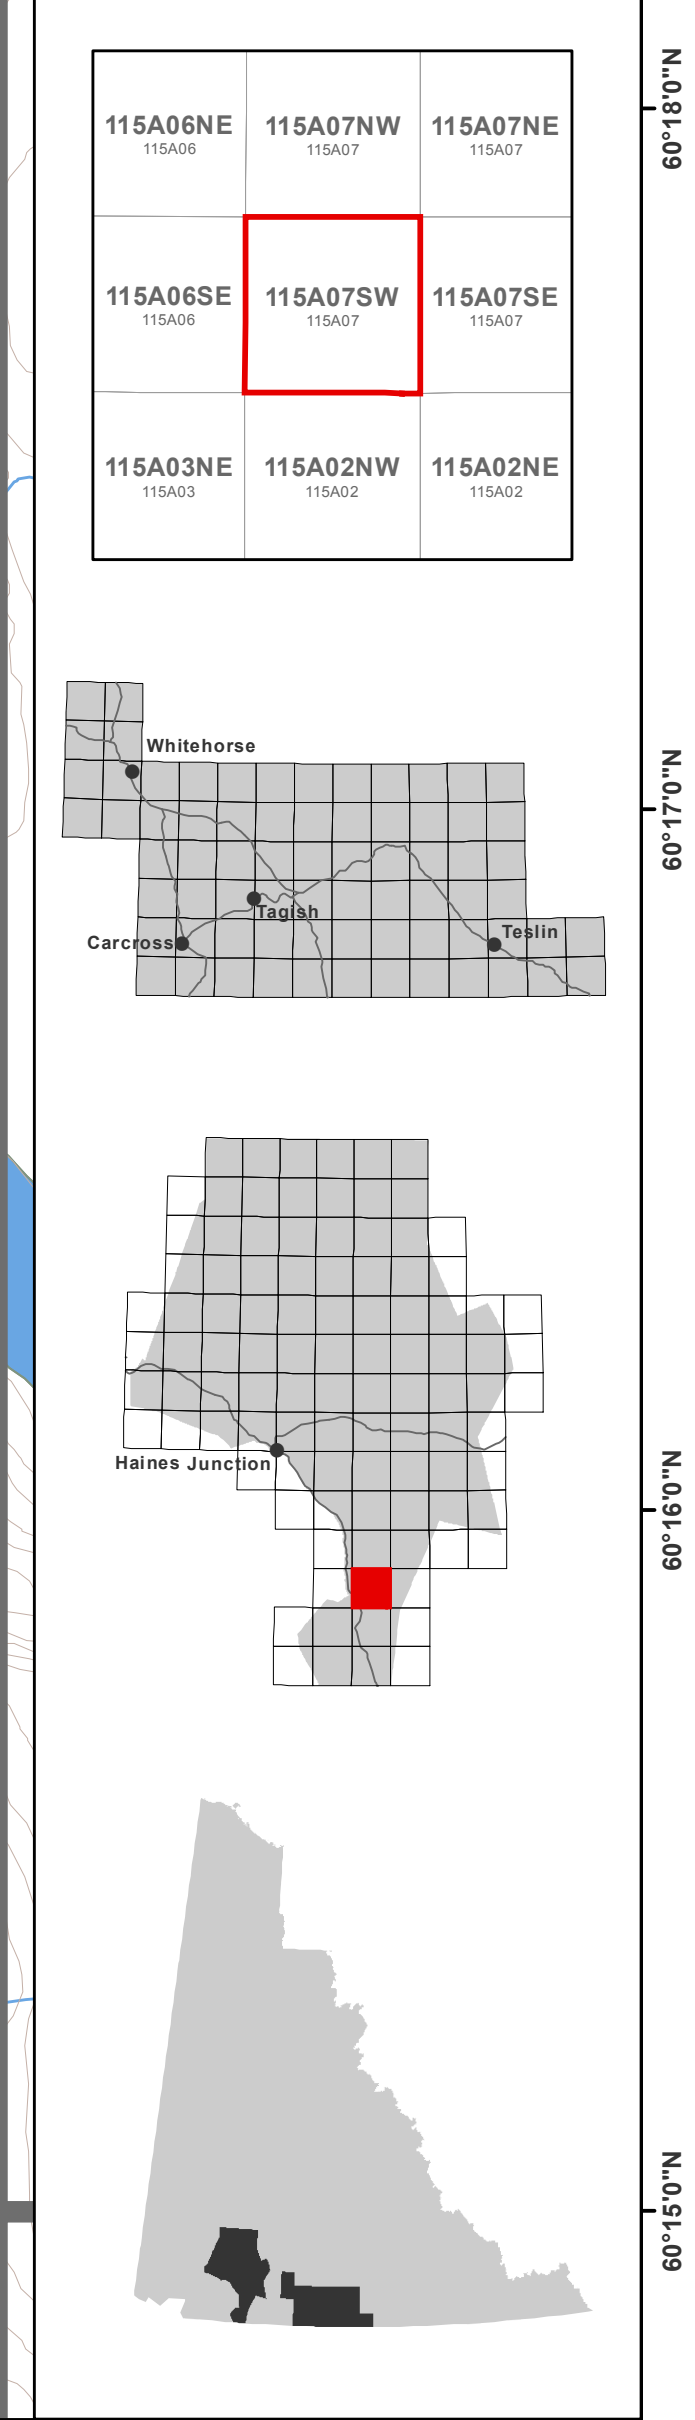 115A06NE 115A07NW 115A07NE
115A06 115A07 115A07
115A06SE 115A07SW 115A07SE
115A06 115A07 115A07
115A03NE 115A02NW 115A02NE
115A03 115A02 115A02
60°18'0"N
Whitehorse
60°17'0"N
Tagish
Teslin
Carcross
Haines Junction
60°16'0"N
60°15'0"N